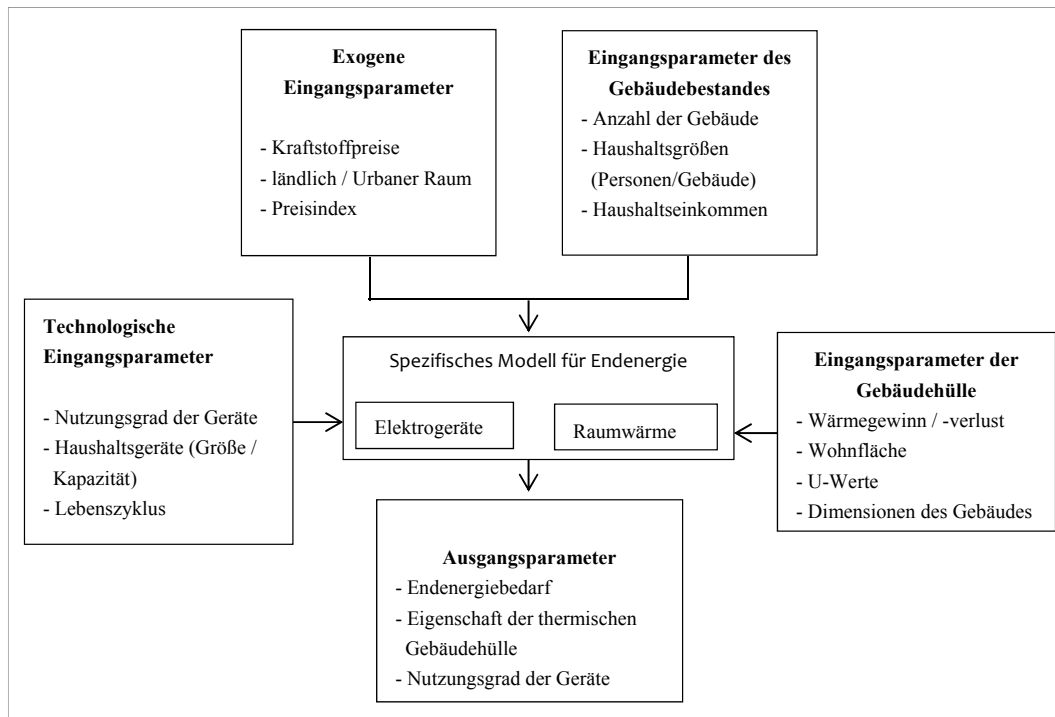 Exogene
Eingangsparameter
- Kraftstoffpreise
- ländlich / Urbaner Raum
- Preisindex
Eingangsparameter des
Gebäudebestandes
- Anzahl der Gebäude
- Haushaltsgrößen
(Personen/Gebäude)
- Haushaltseinkommen
Technologische
Eingangsparameter
- Nutzungsgrad der Geräte
- Haushaltsgeräte (Größe /
Kapazität)
- Lebenszyklus
Spezifisches Modell für Endenergie
Elektrogeräte
Raumwärme
Eingangsparameter der
Gebäudehülle
- Wärmegewinn / -verlust
- Wohnfläche
- U-Werte
- Dimensionen des Gebäudes
Ausgangsparameter
- Endenergiebedarf
- Eigenschaft der thermischen
Gebäudehülle
- Nutzungsgrad der Geräte